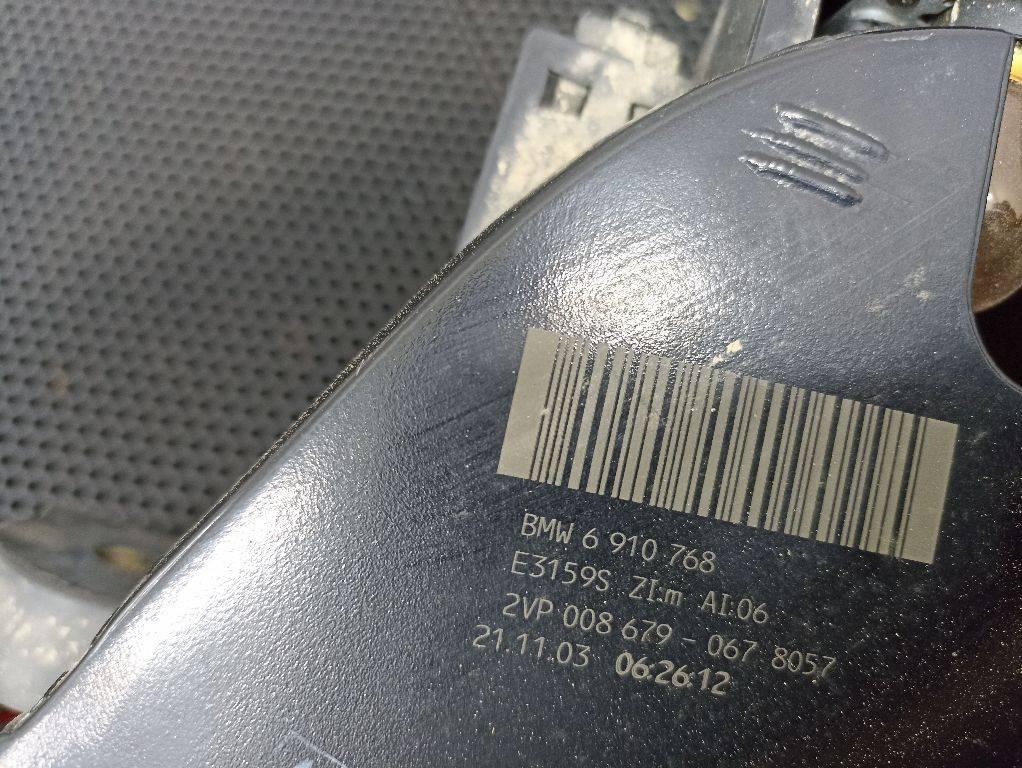 BMW 6 910 768
E3159S ZI:m AI:06
2VP 008 679 - 067 8057
21.11.03 06:26:12